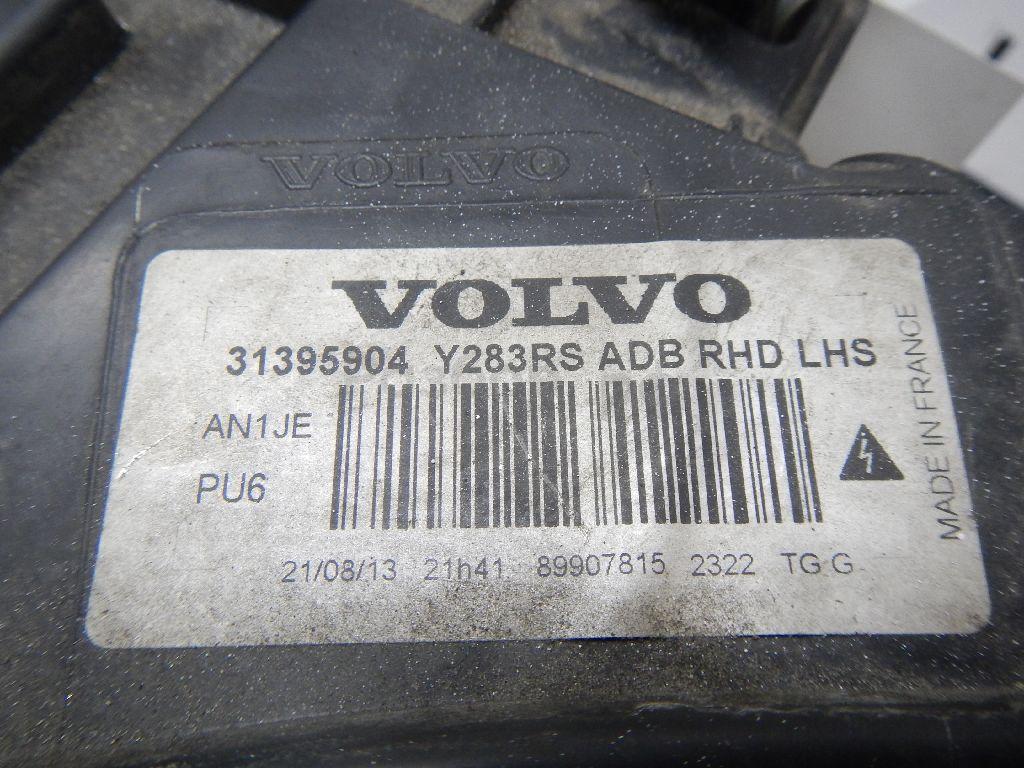 VOLVO
VOLVO
31395904 Y283RS ADB RHD LHS
AN1JE
PU6
MADE IN FRANCE
21/08/13 21h41 89907815 2322 TG G